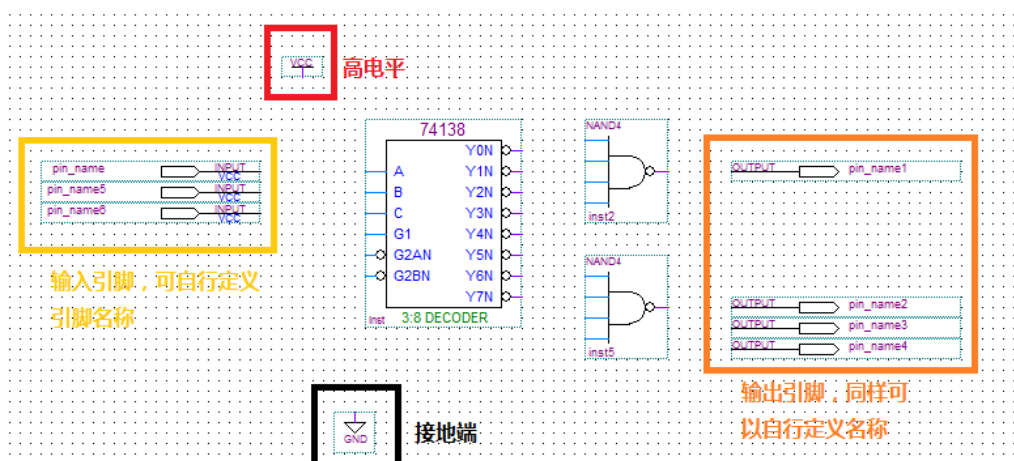 VCC
高电平
74138
A
B
C
G1
G2AN
G2BN
Y0N
Y1N
Y2N
Y3N
Y4N
Y5N
Y6N
Y7N
inst
3:8 DECODER
pin_name
INPUT
VCC
pin_name5
INPUT
VCC
pin_name6
INPUT
VCC
输入引脚，可自行定义
引脚名称
NAND4
inst2
NAND4
inst5
OUTPUT
pin_name1
OUTPUT
pin_name2
OUTPUT
pin_name3
OUTPUT
pin_name4
输出引脚，同样可
以自行定义名称
GND
接地端